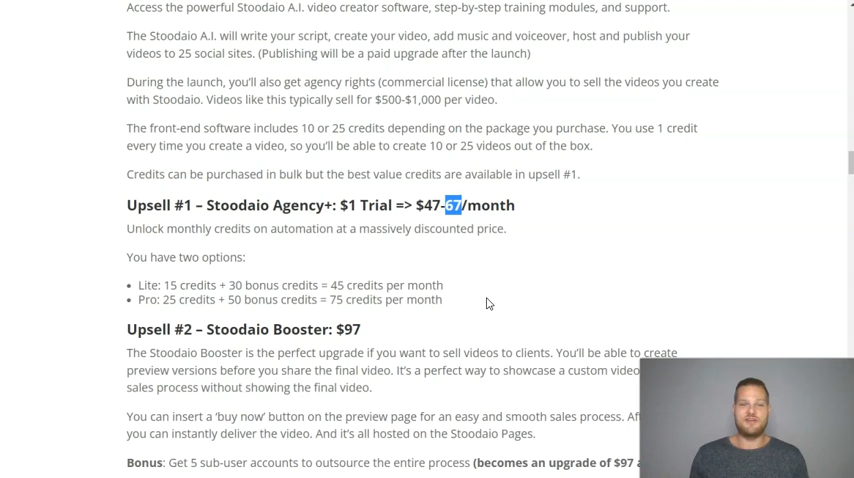 Access the powerful Stoodaio A.I. video creator software, step-by-step training modules, and support.
The Stoodaio A.I. will write your script, create your video, add music and voiceover, host and publish your
videos to 25 social sites. (Publishing will be a paid upgrade after the launch)
During the launch, you'll also get agency rights (commercial license) that allow you to sell the videos you create
with Stoodaio. Videos like this typically sell for $500-$1,000 per video.
The front-end software includes 10 or 25 credits depending on the package you purchase. You use 1 credit
every time you create a video, so you'll be able to create 10 or 25 videos out of the box.
Credits can be purchased in bulk but the best value credits are available in upsell #1.
Upsell #1 – Stoodaio Agency+: $1 Trial => $47-67/month
Unlock monthly credits on automation at a massively discounted price.
You have two options:
• Lite: 15 credits + 30 bonus credits = 45 credits per month
• Pro: 25 credits + 50 bonus credits = 75 credits per month
Upsell #2 – Stoodaio Booster: $97
The Stoodaio Booster is the perfect upgrade if you want to sell videos to clients. You'll be able to create
preview versions before you share the final video. It's a perfect way to showcase a custom video
sales process without showing the final video.
You can insert a 'buy now' button on the preview page for an easy and smooth sales process.
you can instantly deliver the video. And it's all hosted on the Stoodaio Pages.
Bonus: Get 5 sub-user accounts to outsource the entire process (becomes an upgrade of $97